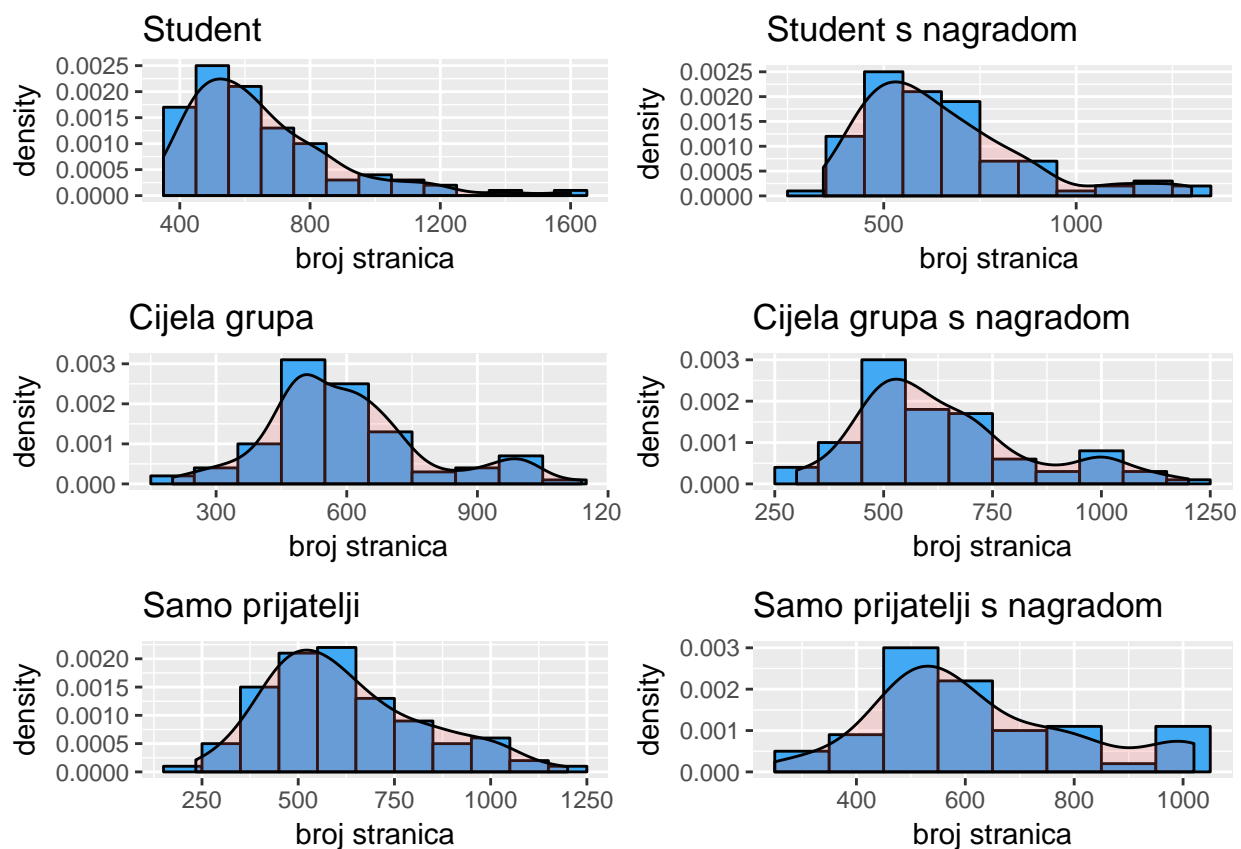 Student
density
0.0025
0.0020
0.0015
0.0010
0.0005
0.0000
400 800 1200 1600
broj stranica
Student s nagradom
density
0.0025
0.0020
0.0015
0.0010
0.0005
0.0000
500 1000
broj stranica
Cijela grupa
density
0.003
0.002
0.001
0.000
300 600 900 120
broj stranica
Cijela grupa s nagradom
density
0.003
0.002
0.001
0.000
250 500 750 1000 1250
broj stranica
Samo prijatelji
density
0.0020
0.0015
0.0010
0.0005
0.0000
250 500 750 1000 1250
broj stranica
Samo prijatelji s nagradom
density
0.003
0.002
0.001
0.000
400 600 800 1000
broj stranica